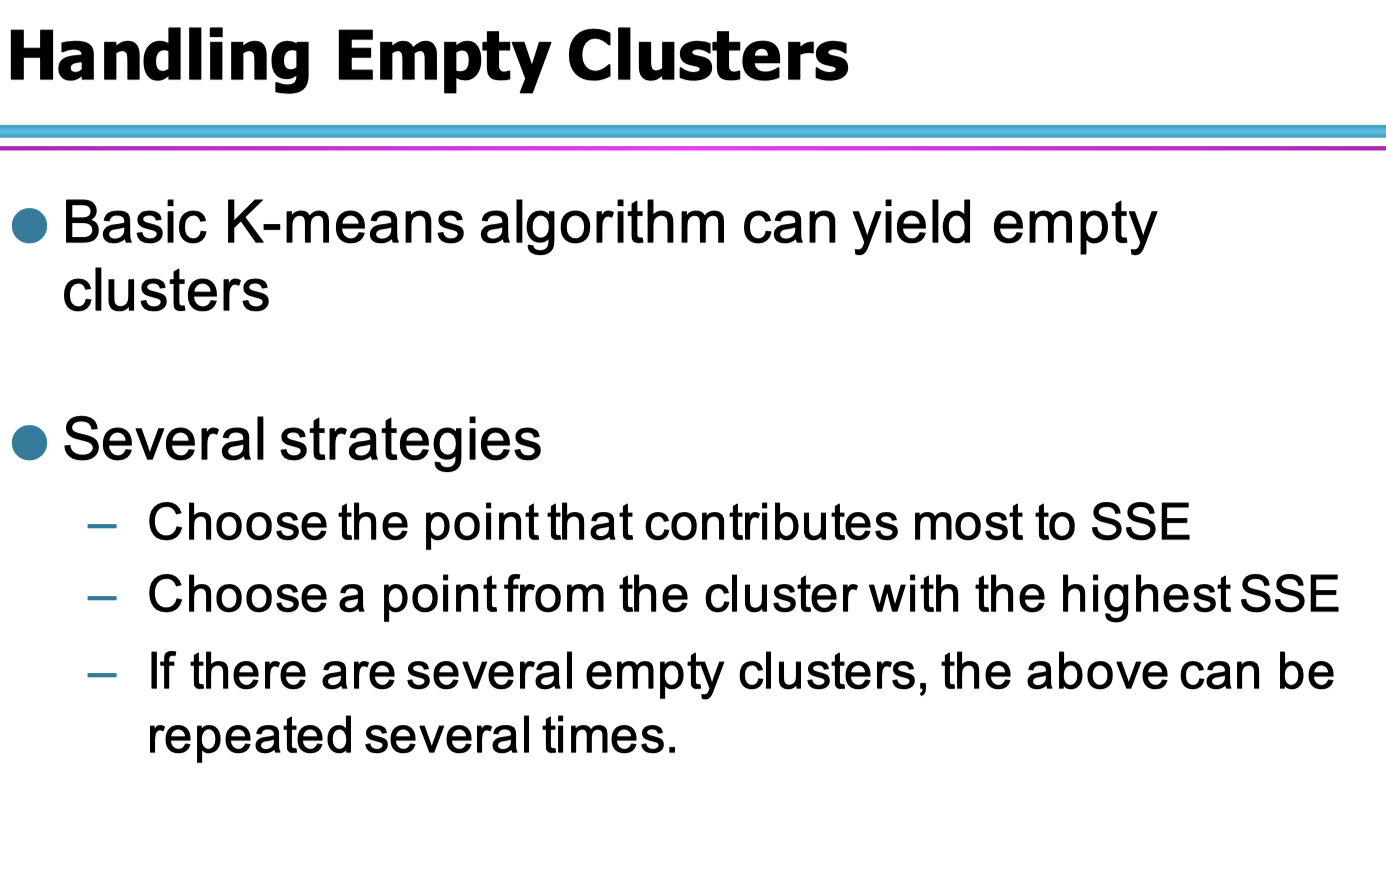 Handling Empty Clusters
Basic K-means algorithm can yield empty
clusters
Several strategies
– Choose the point that contributes most to SSE
– Choose a point from the cluster with the highest SSE
– If there are several empty clusters, the above can be
repeated several times.